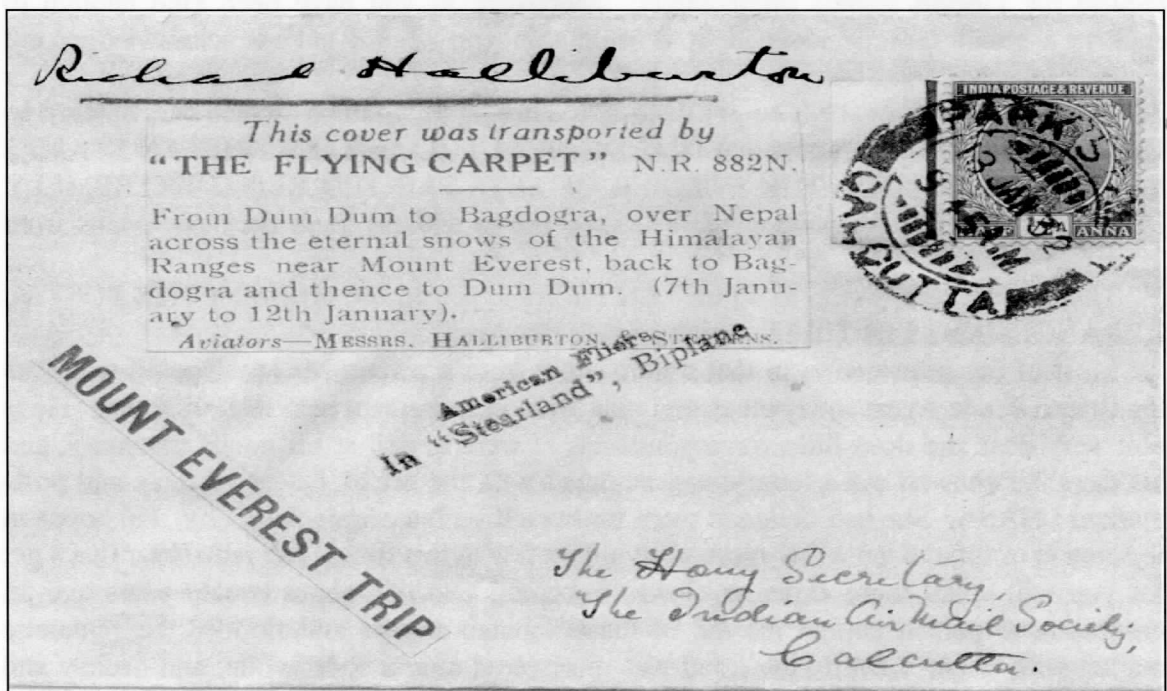 Richard Halliburton
INDIA POSTAGE & REVENUE
HALF ANNA
PARK
CALCUTTA
This cover was transported by
"THE FLYING CARPET" N.R 882N.
From Dum Dum to Bagdogra, over Nepal
across the eternal snows of the Himalayan
Ranges near Mount Everest, back to Bag-
dogra and thence to Dum Dum. (7th Janu-
ary to 12th January).
Aviators—MESSRS. HALLIBURTON
American Fliers
In "Stearland", Biplane
MOUNT EVEREST TRIP
The Hony Secretary
The Indian Air Mail Society,
Calcutta.